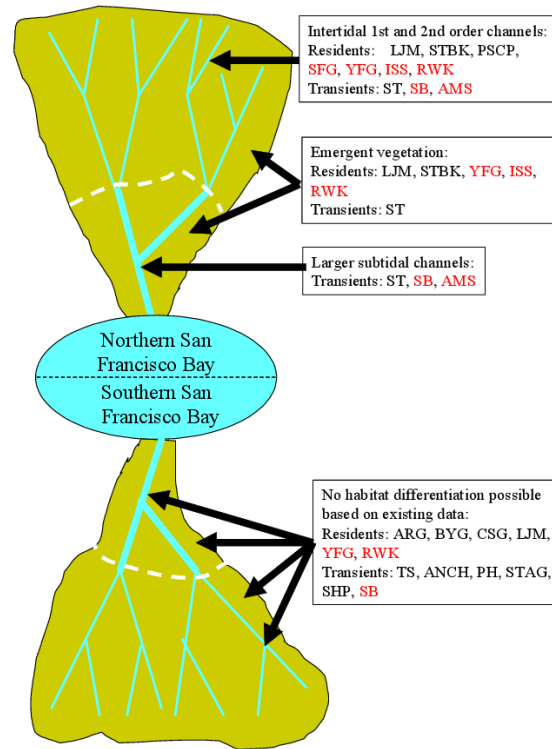 Intertidal 1st and 2nd order channels:
Residents: LJM, STBK, PSCP,
SFG, YFG, ISS, RWK
Transients: ST, SB, AMS
Emergent vegetation:
Residents: LJM, STBK, YFG, ISS,
RWK
Transients: ST
Larger subtidal channels:
Transients: ST, SB, AMS
Northern San
Francisco Bay
Southern San
Francisco Bay
No habitat differentiation possible
based on existing data:
Residents: ARG, BYG, CSG, LJM,
YFG, RWK
Transients: TS, ANCH, PH, STAG,
SHP, SB